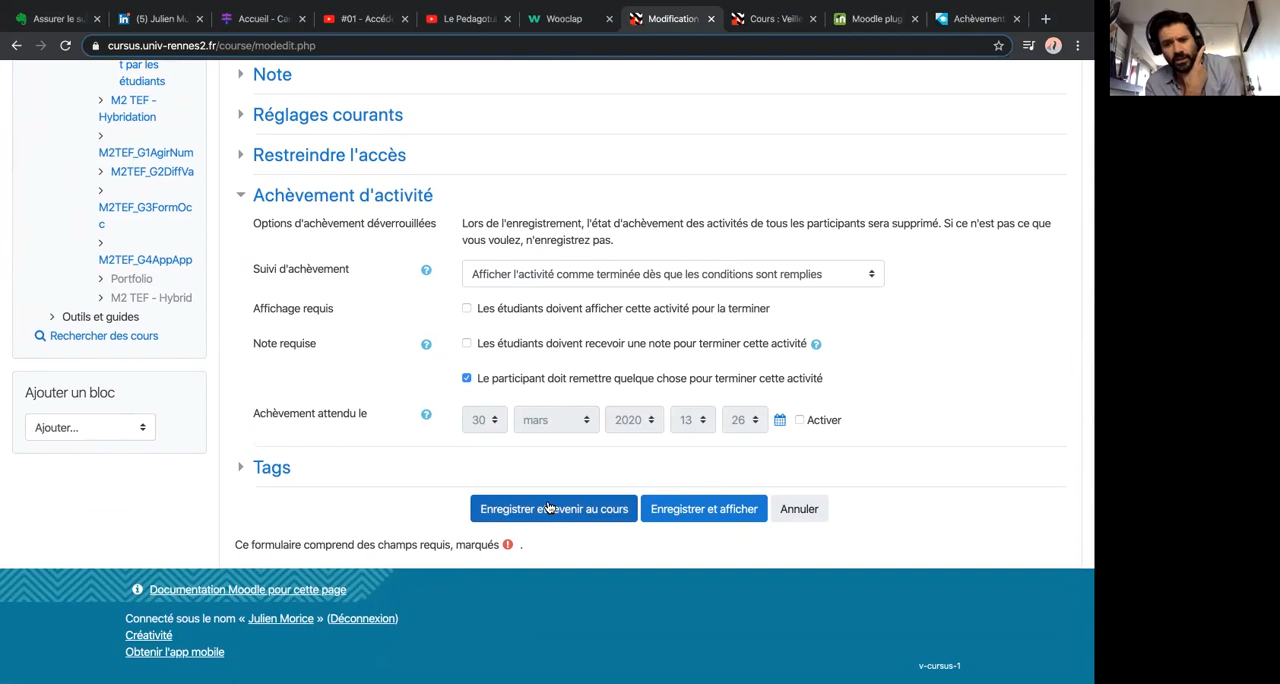 Assurer le su
(5) Julien Mo
Accueil - Ca
#01 - Accéd
Le Pedagotu
Wooclap
Modification
Cours : Veille
Moodle plug
Achèvement
cursus.univ-rennes2.fr/course/modedit.php
t par les
étudiants
M2 TEF -
Hybridation
M2TEF_G1AgirNum
M2TEF_G2DiffVa
M2TEF_G3FormOc
c
M2TEF_G4AppApp
Portfolio
M2 TEF - Hybrid
Outils et guides
Rechercher des cours
Ajouter un bloc
Ajouter...
Note
Réglages courants
Restreindre l'accès
Achèvement d'activité
Options d'achèvement déverrouillées
Lors de l'enregistrement, l'état d'achèvement des activités de tous les participants sera supprimé. Si ce n'est pas ce que
vous voulez, n'enregistrez pas.
Suivi d'achèvement
Afficher l'activité comme terminée dès que les conditions sont remplies
Affichage requis
Les étudiants doivent afficher cette activité pour la terminer
Note requise
Les étudiants doivent recevoir une note pour terminer cette activité
Le participant doit remettre quelque chose pour terminer cette activité
Achèvement attendu le
30 mars 2020 13 26 Activer
Tags
Enregistrer et revenir au cours Enregistrer et afficher Annuler
Ce formulaire comprend des champs requis, marqués .
Documentation Moodle pour cette page
Connecté sous le nom « Julien Morice » (Déconnexion)
Créativité
Obtenir l'app mobile
v-cursus-1